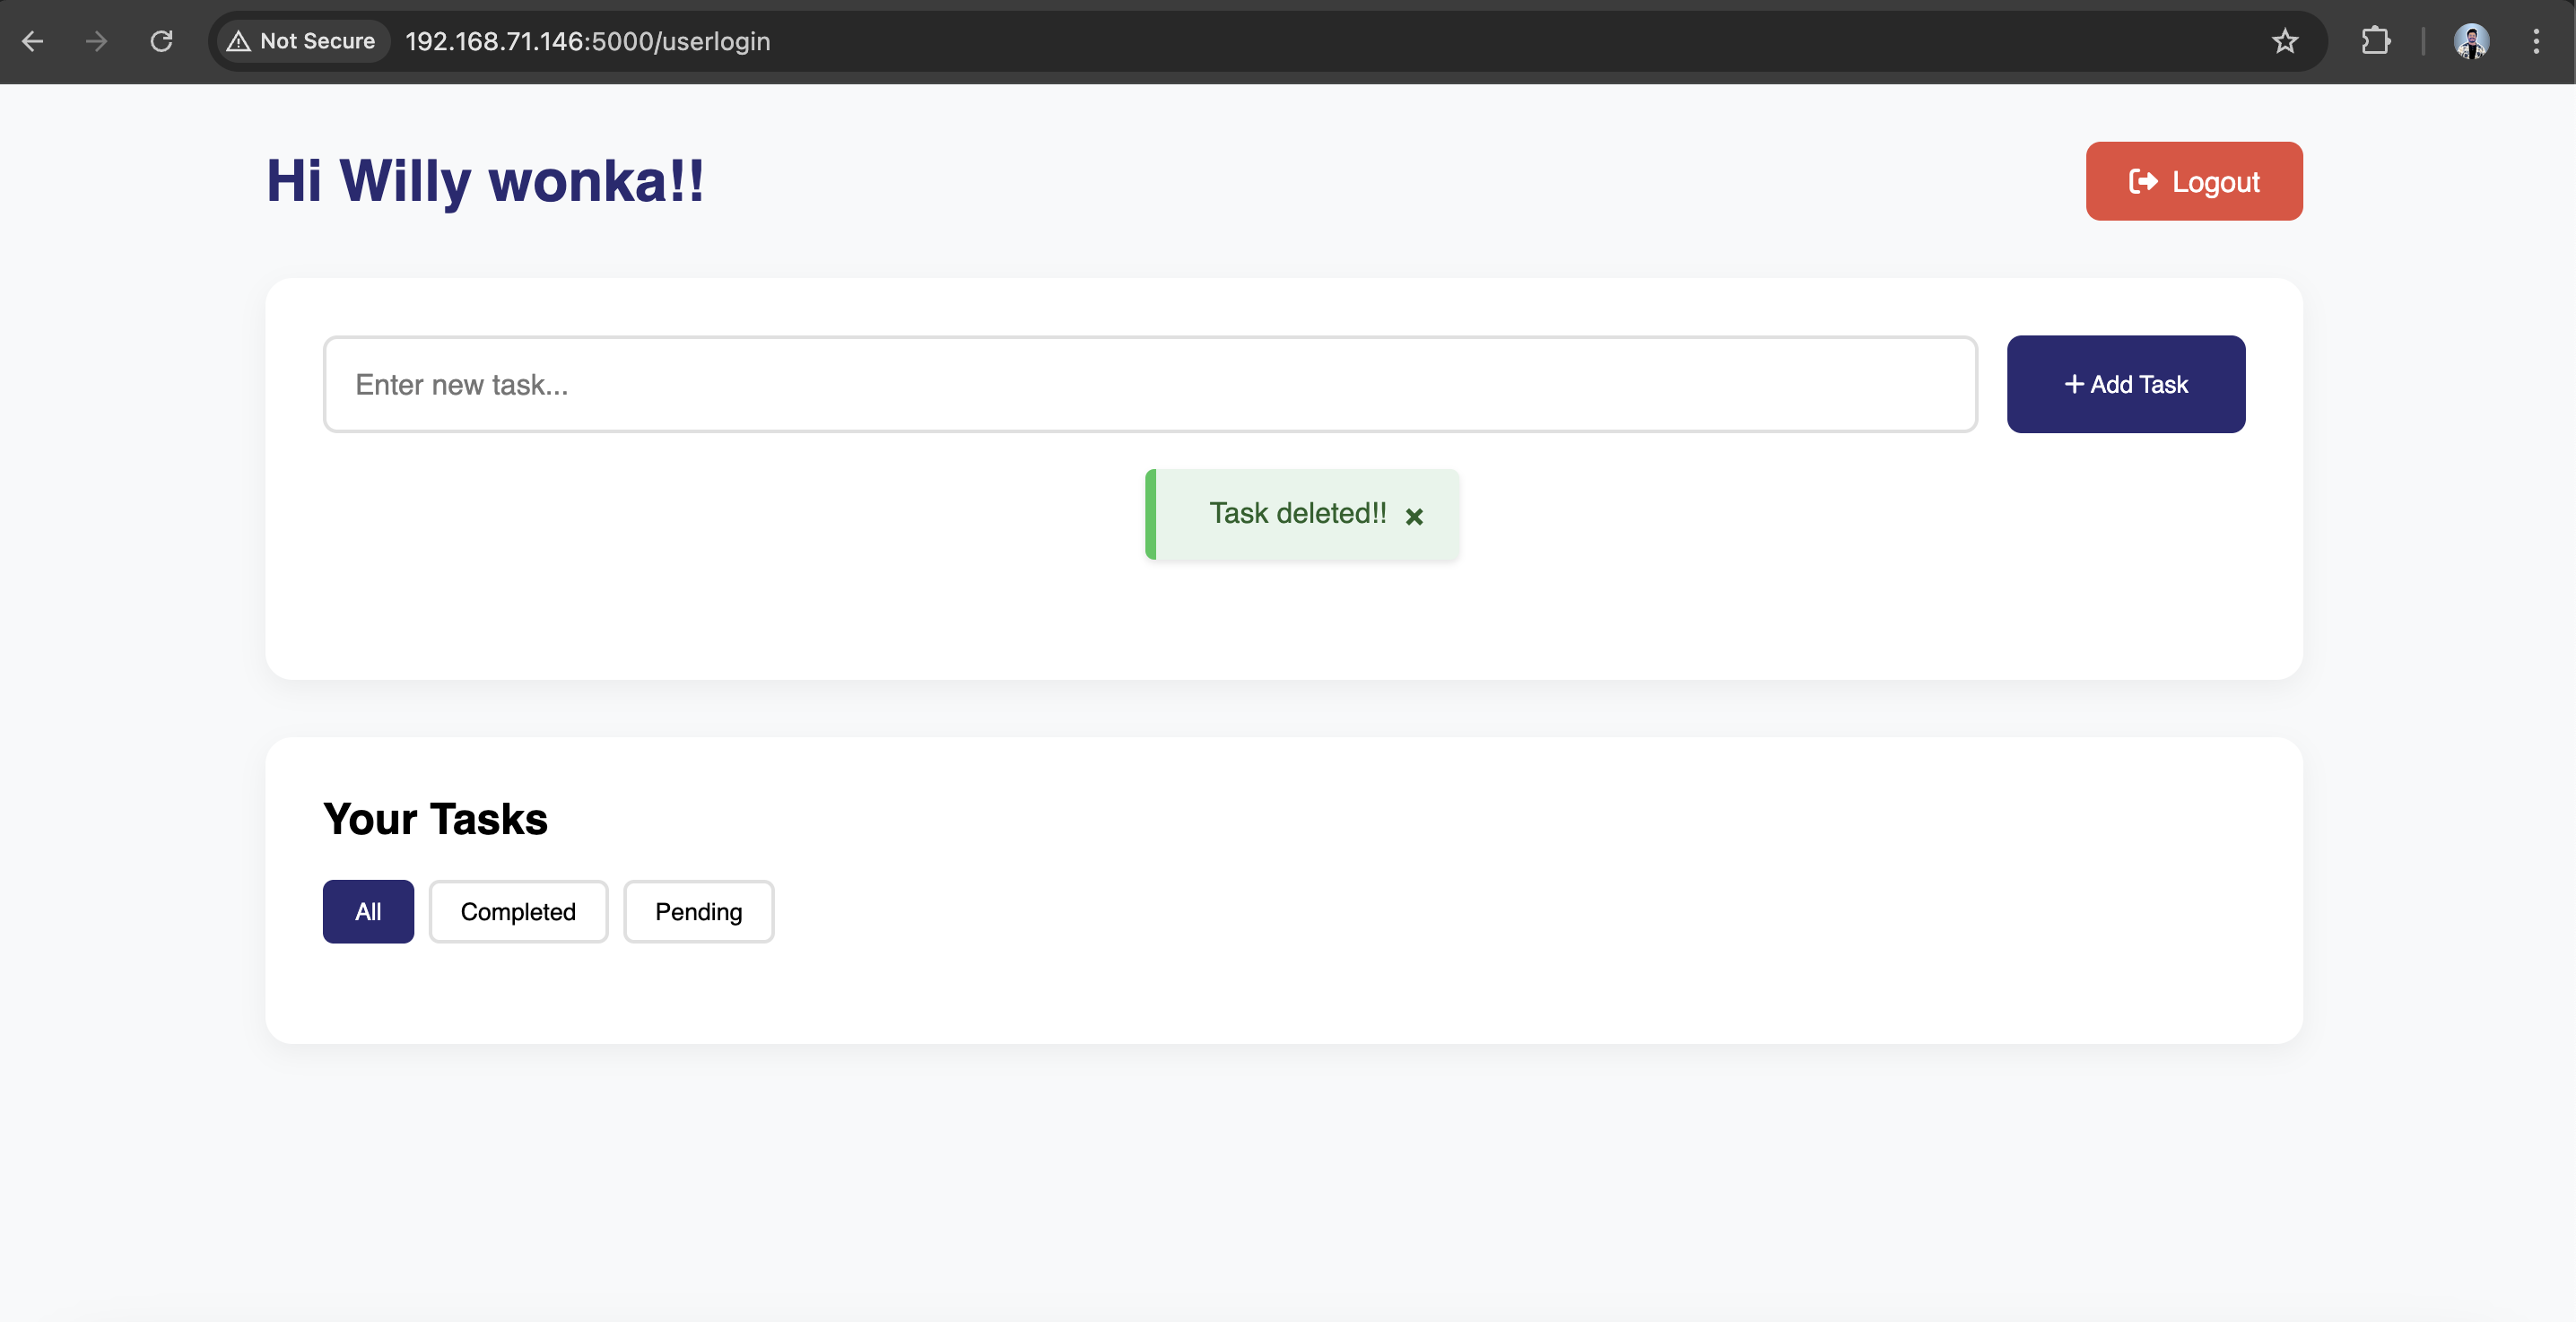 Not Secure 192.168.71.146:5000/userlogin
Hi Willy wonka!!
Logout
Enter new task...
+ Add Task
Task deleted!! ×
Your Tasks
All Completed Pending